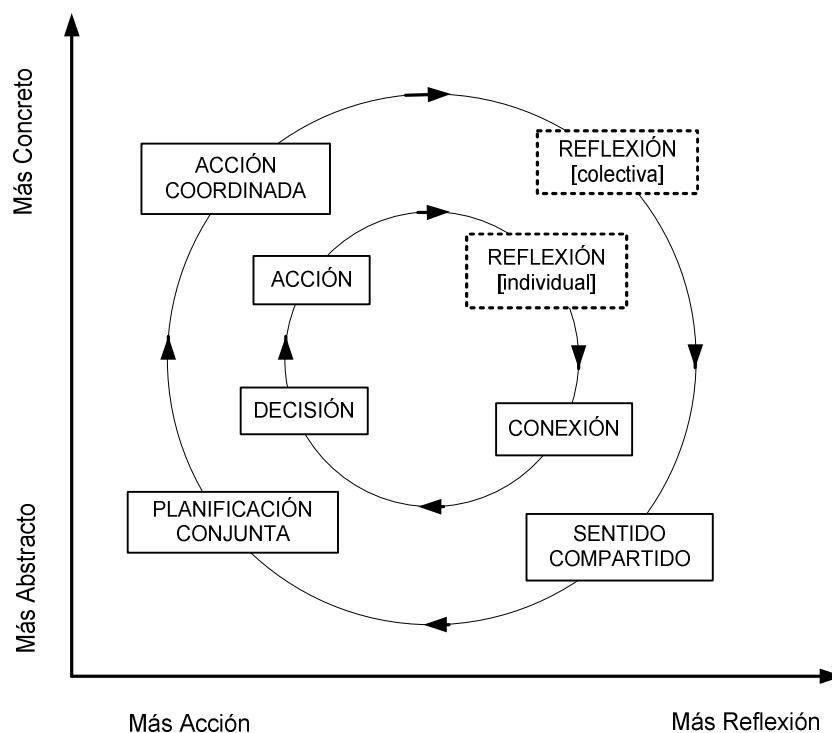 Más Concreto
ACCIÓN
COORDINADA
REFLEXIÓN
[colectiva]
ACCIÓN
REFLEXIÓN
[individual]
DECISIÓN
CONEXIÓN
Más Abstracto
PLANIFICACIÓN
CONJUNTA
SENTIDO
COMPARTIDO
Más Acción
Más Reflexión